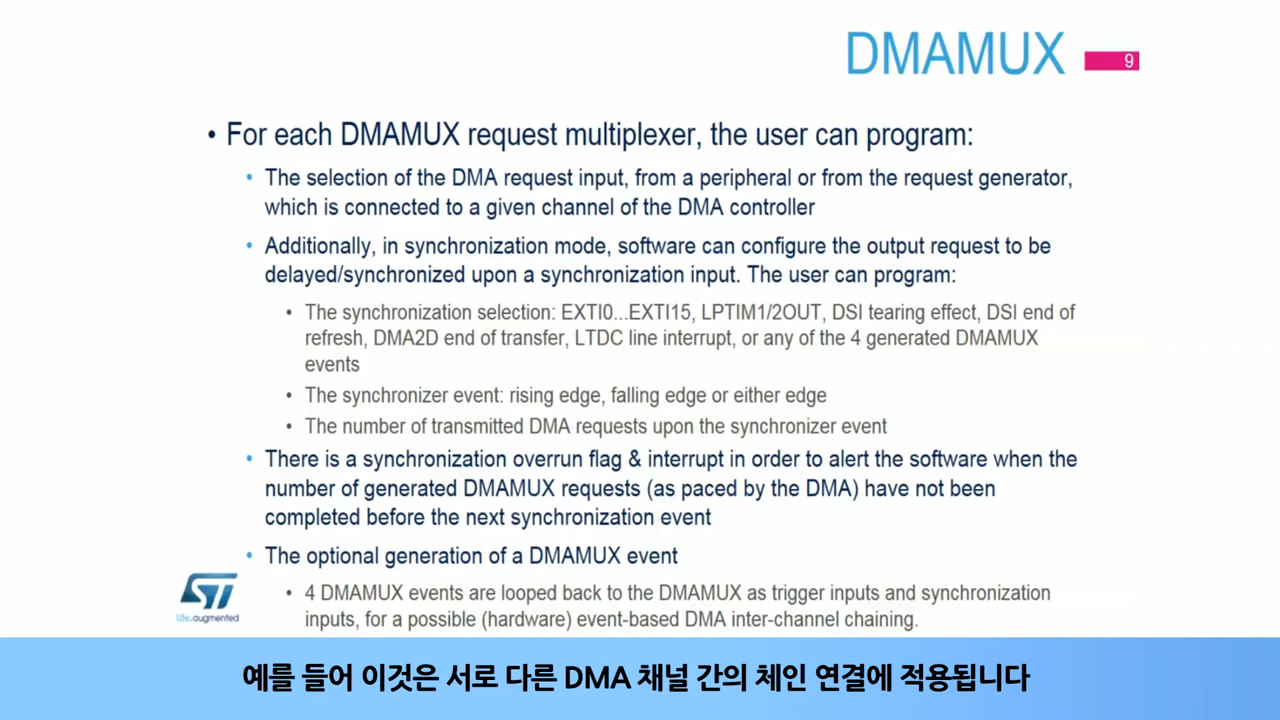 DMAMUX
9
• For each DMAMUX request multiplexer, the user can program:
• The selection of the DMA request input, from a peripheral or from the request generator,
which is connected to a given channel of the DMA controller
• Additionally, in synchronization mode, software can configure the output request to be
delayed/synchronized upon a synchronization input. The user can program:
• The synchronization selection: EXTI0...EXTI15, LPTIM1/2OUT, DSI tearing effect, DSI end of
refresh, DMA2D end of transfer, LTDC line interrupt, or any of the 4 generated DMAMUX
events
• The synchronizer event: rising edge, falling edge or either edge
• The number of transmitted DMA requests upon the synchronizer event
• There is a synchronization overrun flag & interrupt in order to alert the software when the
number of generated DMAMUX requests (as paced by the DMA) have not been
completed before the next synchronization event
• The optional generation of a DMAMUX event
• 4 DMAMUX events are looped back to the DMAMUX as trigger inputs and synchronization
inputs, for a possible (hardware) event-based DMA inter-channel chaining.
ST
life.augmented
예를 들어 이것은 서로 다른 DMA 채널 간의 체인 연결에 적용됩니다